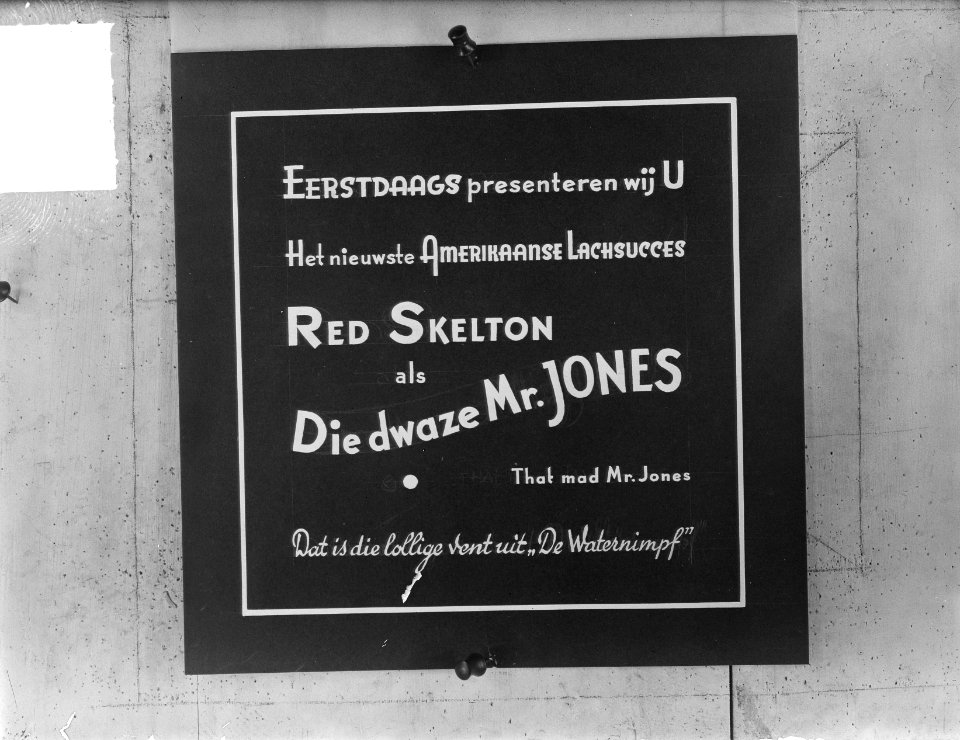 EERSTDAAGS presenteren wij U
Het nieuwste AMERIKAANSE LACHSUCCES
RED SKELTON
als
Die dwaze Mr. JONES
That mad Mr. Jones
Dat is die lollige vent uit „De Waternimpf”